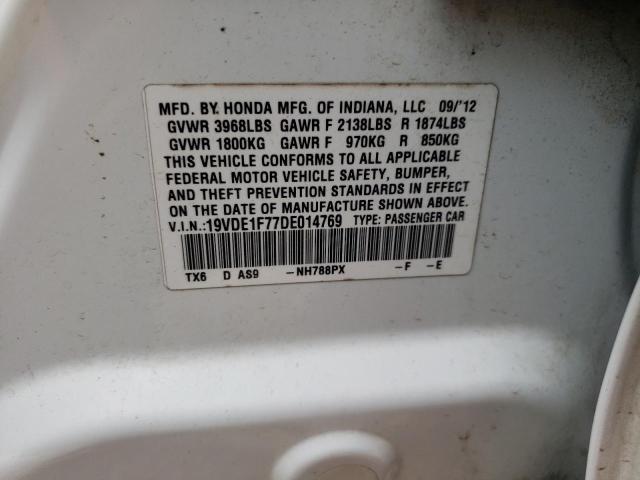 MFD. BY. HONDA MFG. OF INDIANA, LLC 09/'12
GVWR 3968LBS GAWR F 2138LBS R 1874LBS
GVWR 1800KG GAWR F 970KG R 850KG
THIS VEHICLE CONFORMS TO ALL APPLICABLE
FEDERAL MOTOR VEHICLE SAFETY, BUMPER,
AND THEFT PREVENTION STANDARDS IN EFFECT
ON THE DATE OF MANUFACTURE SHOWN ABOVE.
V.I.N.:19VDE1F77DE014769 TYPE: PASSENGER CAR
TX6 D AS9 -NH788PX -F -E